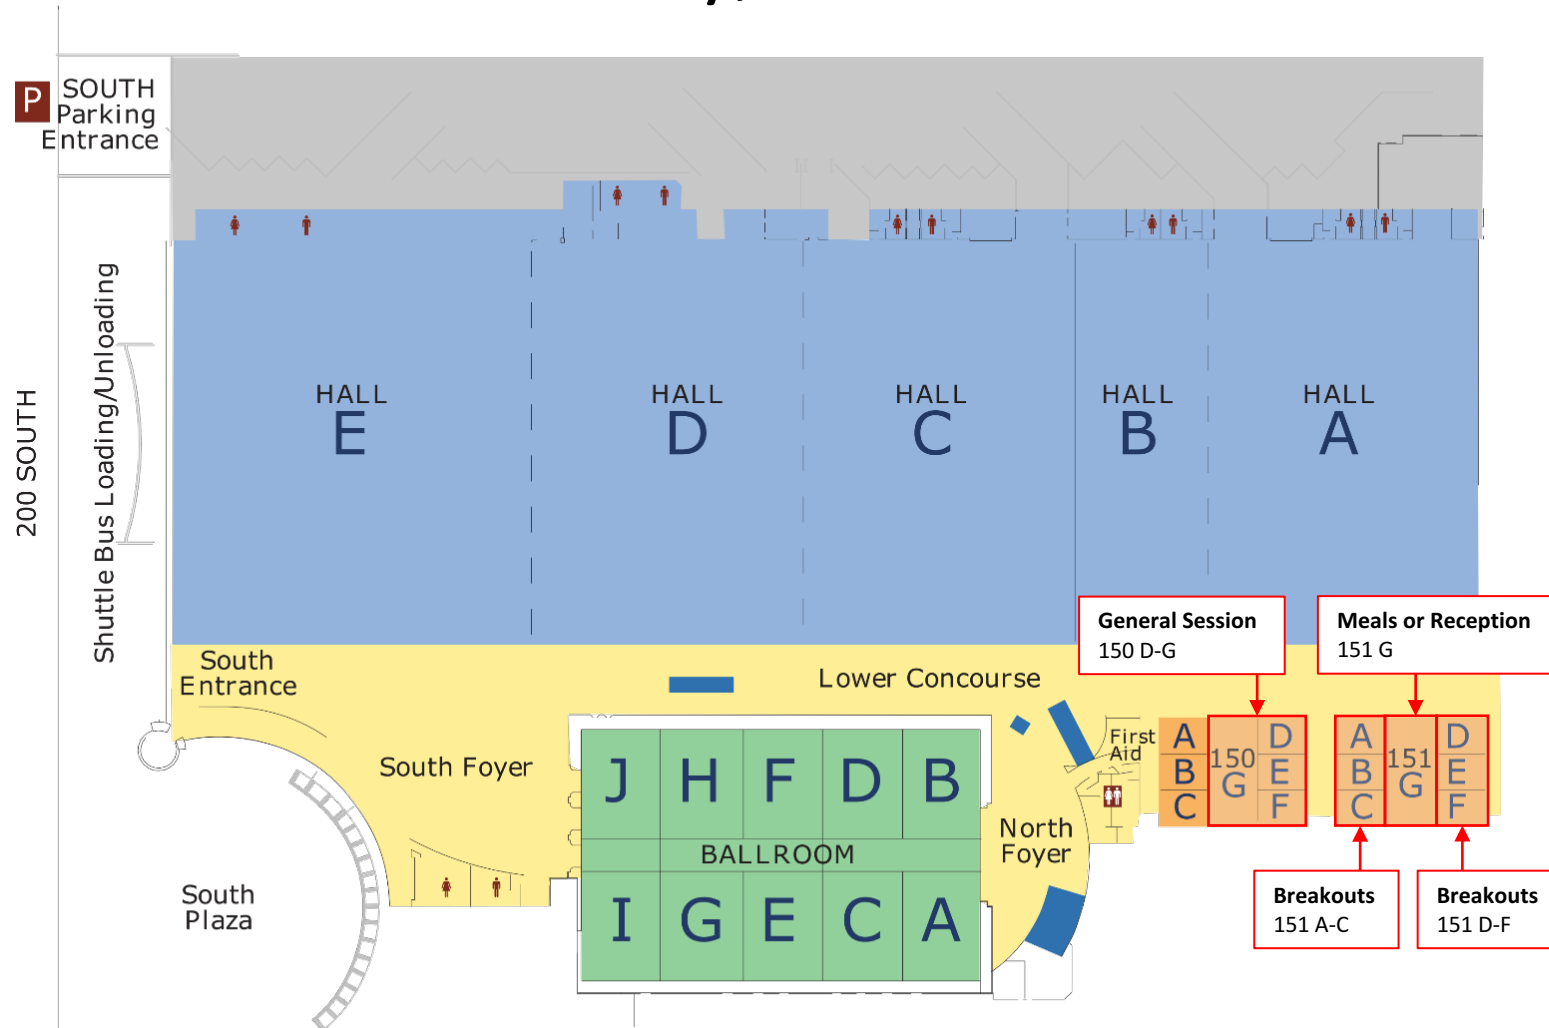 P
SOUTH
Parking
Entrance
200 SOUTH
Shuttle Bus Loading/Unloading
HALL
E
HALL
D
HALL
C
HALL
B
HALL
A
General Session
150 D-G
Meals or Reception
151 G
South
Entrance
Lower Concourse
South Foyer
First
Aid
A
B
C
150
G
D
E
F
A
B
C
151
G
D
E
F
J H F D B
BALLROOM
I G E C A
North
Foyer
South
Plaza
Breakouts
151 A-C
Breakouts
151 D-F